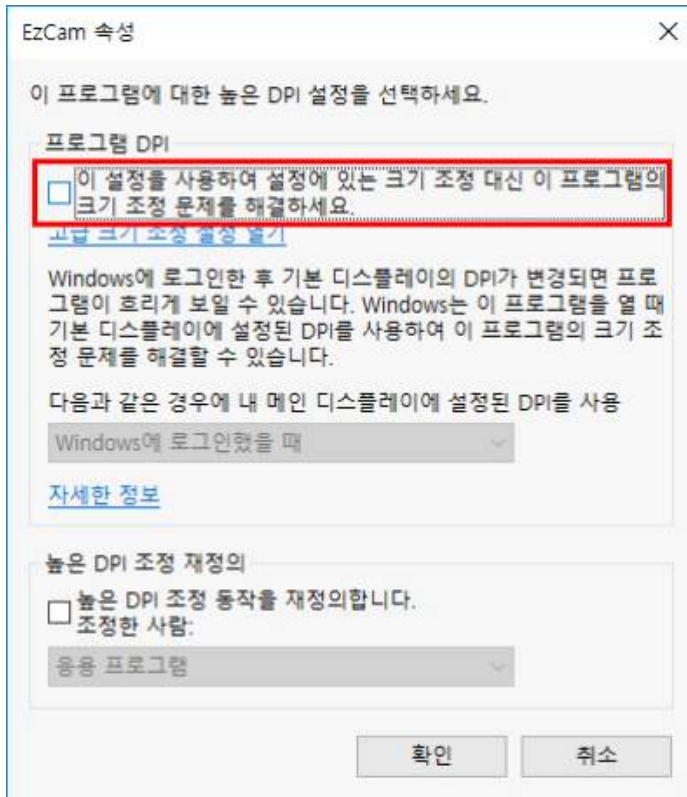 EzCam 속성
이 프로그램에 대한 높은 DPI 설정을 선택하세요.
프로그램 DPI
이 설정을 사용하여 설정에 있는 크기 조정 대신 이 프로그램의
크기 조정 문제를 해결하세요.
고급 크기 조정 설정 열기
Windows에 로그인한 후 기본 디스플레이의 DPI가 변경되면 프로
그램이 흐리게 보일 수 있습니다. Windows는 이 프로그램을 열 때
기본 디스플레이에 설정된 DPI를 사용하여 이 프로그램의 크기 조
정 문제를 해결할 수 있습니다.
다음과 같은 경우에 내 메인 디스플레이에 설정된 DPI를 사용
Windows에 로그인했을 때
자세한 정보
높은 DPI 조정 재정의
높은 DPI 조정 동작을 재정의합니다.
조정한 사람:
응용 프로그램
확인
취소